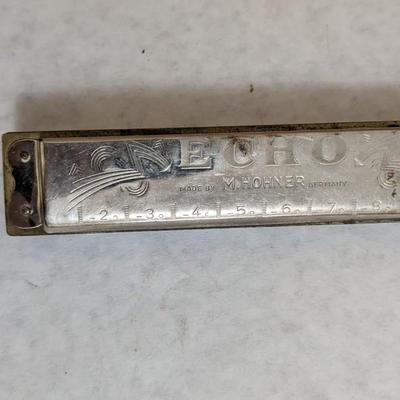 ECHO
MADE BY M. HOHNER GERMANY
2. 3. 4. 5. 6. 7. 8